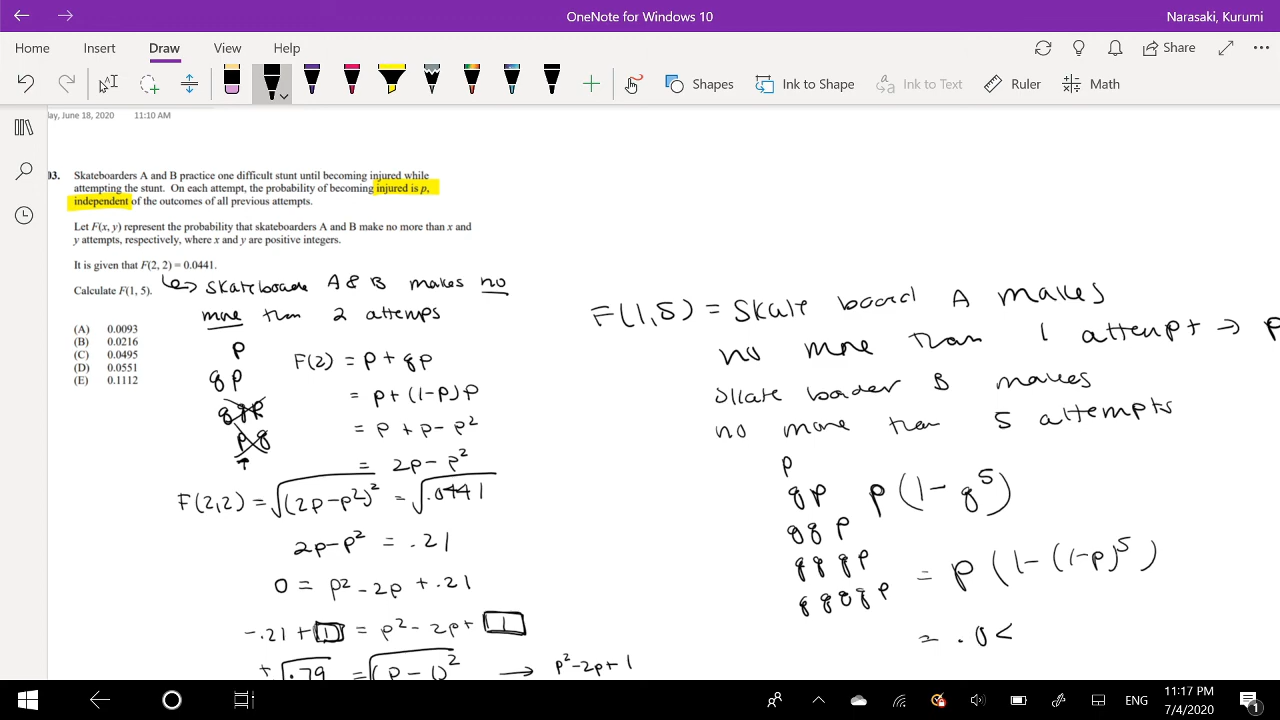 OneNote for Windows 10
Narasaki, Kurumi
Home Insert Draw View Help
Share
Shapes Ink to Shape Ink to Text Ruler Math
ay, June 18, 2020 11:10 AM
03. Skateboarders A and B practice one difficult stunt until becoming injured while
attempting the stunt. On each attempt, the probability of becoming injured is p,
independent of the outcomes of all previous attempts.
Let F(x, y) represent the probability that skateboarders A and B make no more than x and
y attempts, respectively, where x and y are positive integers.
It is given that F(2, 2) = 0.0441.
Calculate F(1, 5).
(A) 0.0093
(B) 0.0216
(C) 0.0495
(D) 0.0551
(E) 0.1112
↳ skateboarde A & B makes no
more than 2 attemps
p
qp
qqp
pq
F(2) = p + qp
= p + (1-p)p
= p + p - p²
= 2p - p²
F(2,2) = √(2p-p²)² = √.0441
2p-p² = .21
0 = p² - 2p + .21
-.21 + 1 = p² - 2p + 1
+ √.79 = √(p-1)² → p²-2p+1
F(1,5) = Skate board A makes
no more than 1 attempt → p
skate boader B makes
no more than 5 attempts
p
qp
qqp
qqqp
qqqqp
p(1-q⁵)
= p(1-(1-p)⁵)
ENG
11:17 PM
7/4/2020
1